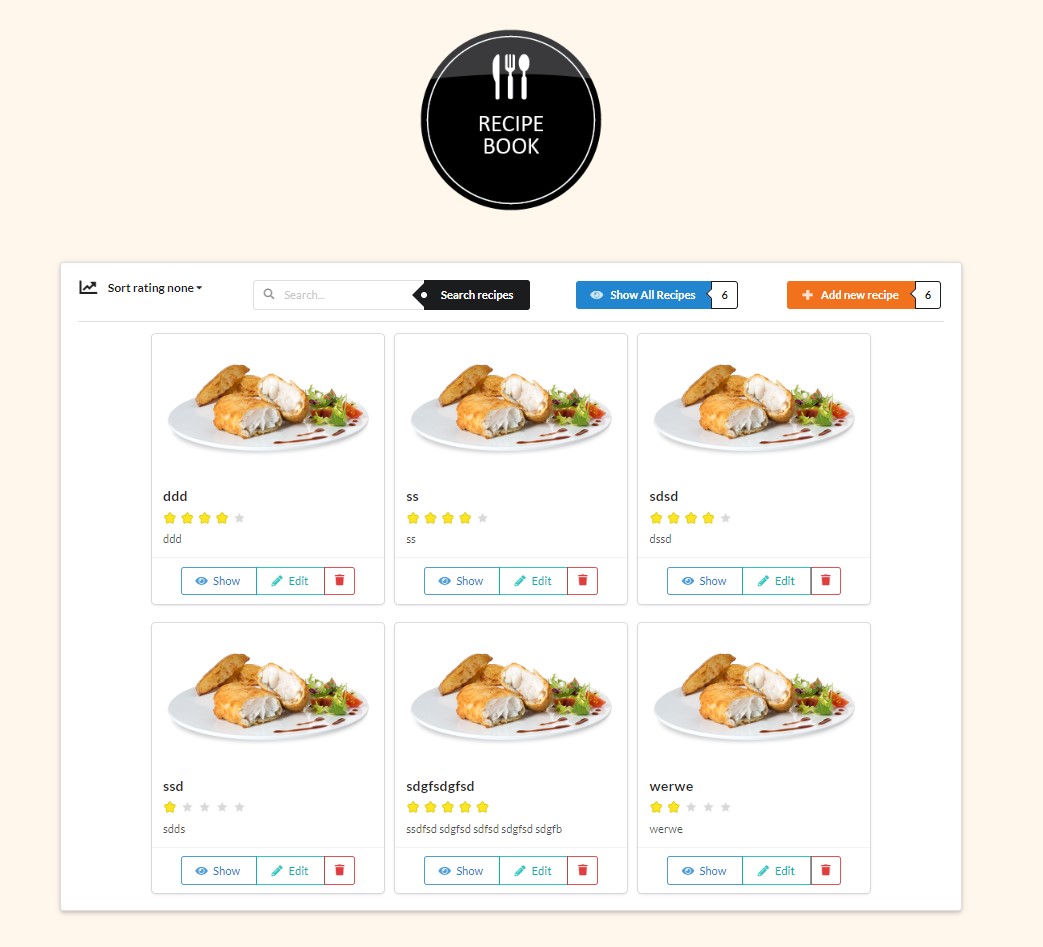 RECIPE
BOOK
Sort rating none
Search...
Search recipes
Show All Recipes
6
Add new recipe
6
ddd
ddd
Show
Edit
ss
ss
Show
Edit
sdsd
dssd
Show
Edit
ssd
sdds
Show
Edit
sdgfsdgfsd
ssdfsd sdgfsd sdfsd sdgfsd sdgfb
Show
Edit
werwe
werwe
Show
Edit